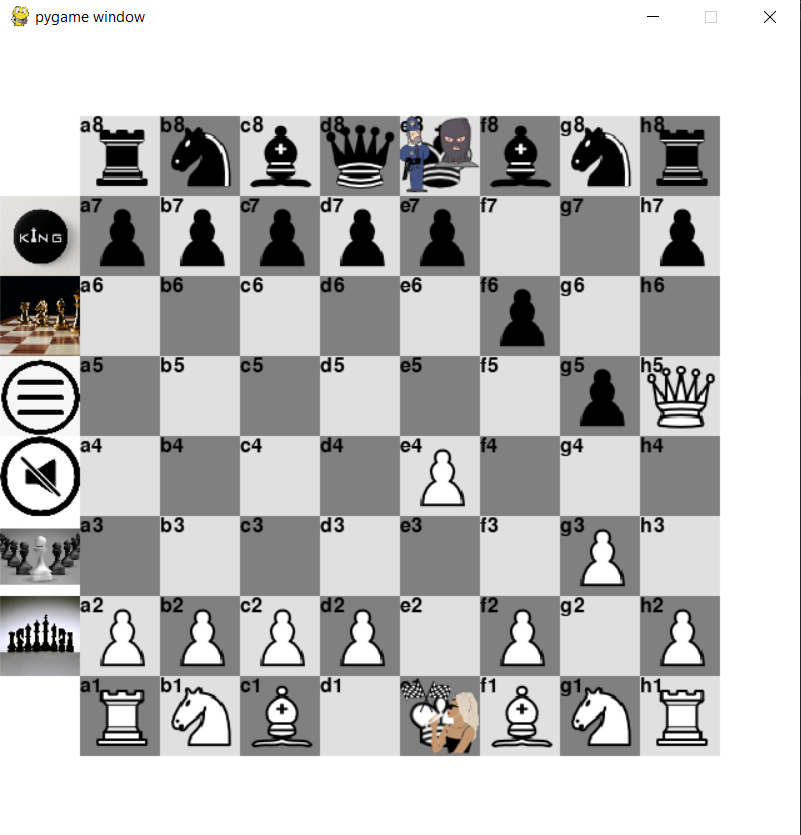 pygame window
a8 b8 c8 d8 e8 f8 g8 h8
KING
a7 b7 c7 d7 e7 f7 g7 h7
a6 b6 c6 d6 e6 f6 g6 h6
a5 b5 c5 d5 e5 f5 g5 h5
a4 b4 c4 d4 e4 f4 g4 h4
a3 b3 c3 d3 e3 f3 g3 h3
a2 b2 c2 d2 e2 f2 g2 h2
a1 b1 c1 d1 f1 g1 h1